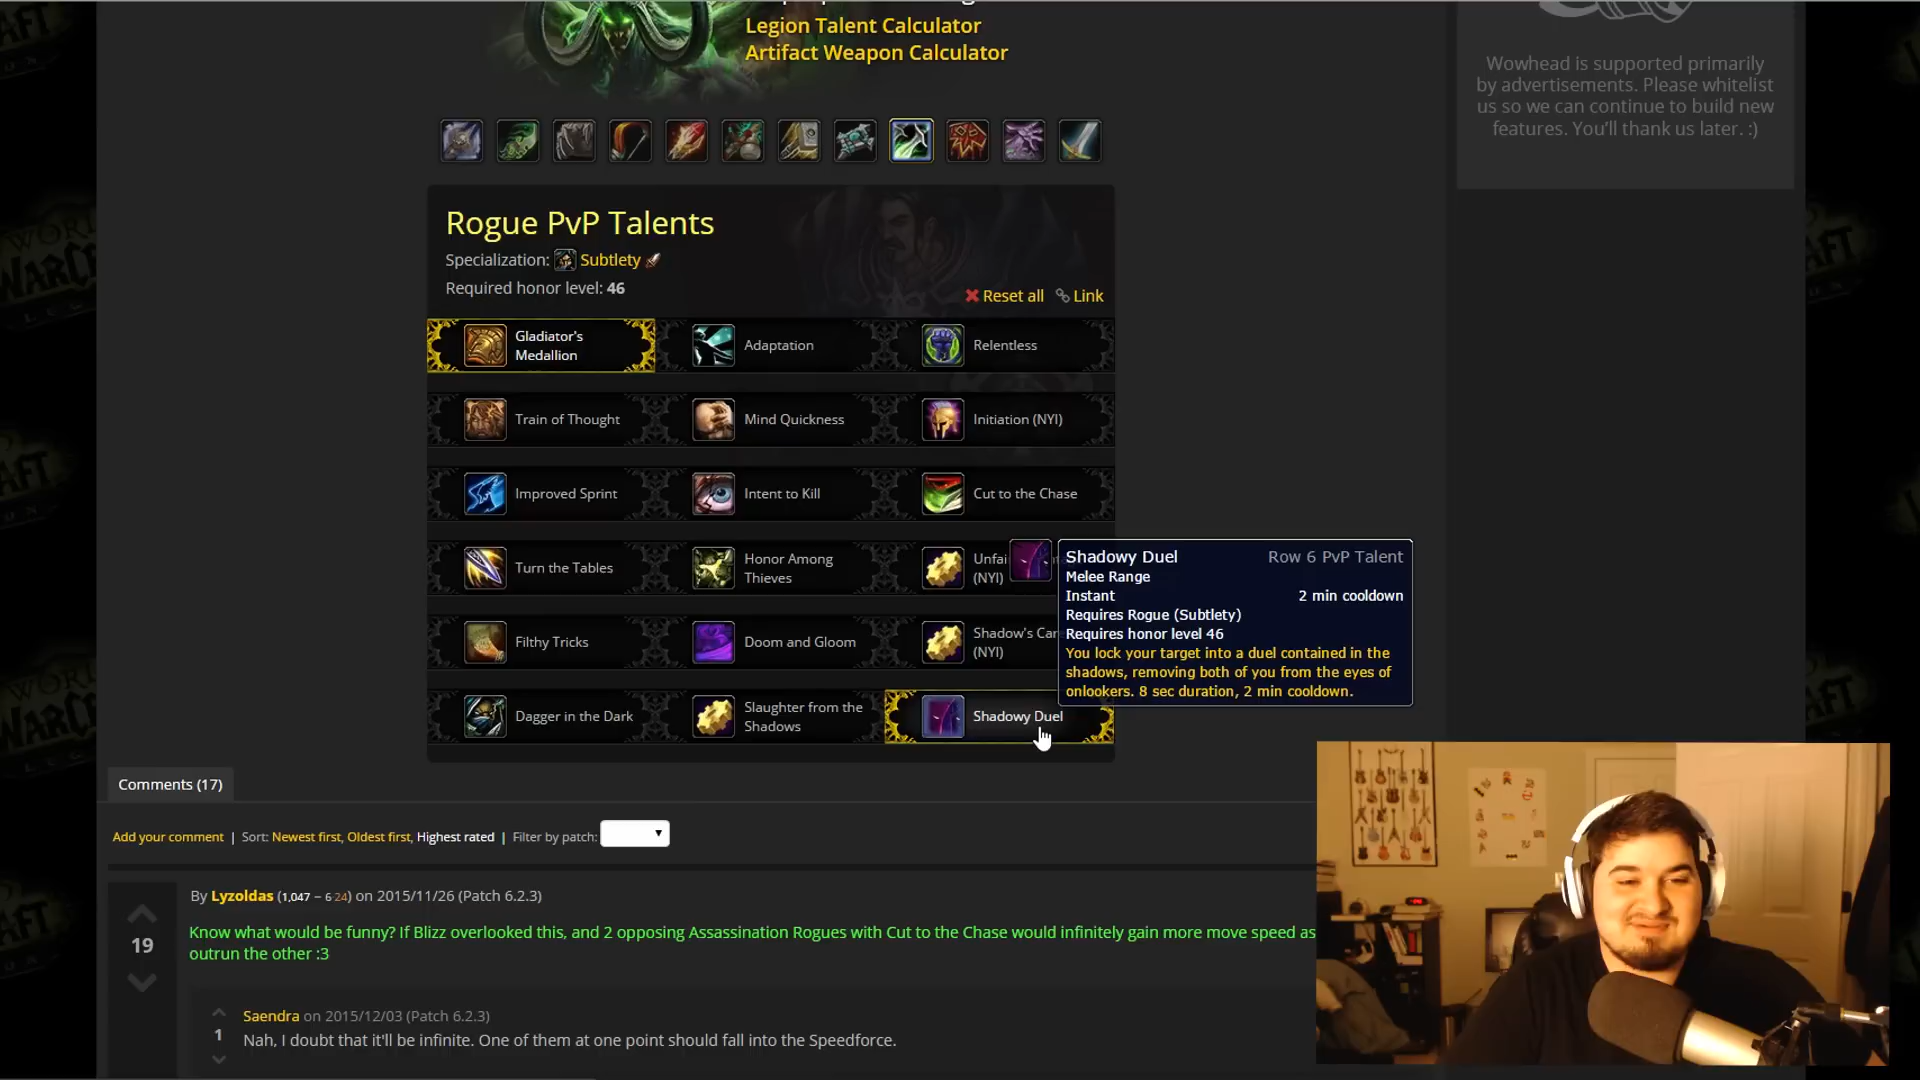 Legion Talent Calculator
Artifact Weapon Calculator
Wowhead is supported primarily
by advertisements. Please whitelist
us so we can continue to build new
features. You'll thank us later. :)
Rogue PvP Talents
Specialization: Subtlety
Required honor level: 46
Reset all Link
Gladiator's
Medallion
Adaptation
Relentless
Train of Thought
Mind Quickness
Initiation (NYI)
Improved Sprint
Intent to Kill
Cut to the Chase
Turn the Tables
Honor Among
Thieves
(NYI)
Filthy Tricks
Doom and Gloom
Shadow's
(NYI)
Dagger in the Dark
Slaughter from the
Shadows
Shadowy Duel
Shadowy Duel Row 6 PvP Talent
Melee Range
Instant 2 min cooldown
Requires Rogue (Subtlety)
Requires honor level 46
You lock your target into a duel contained in the
shadows, removing both of you from the eyes of
onlookers. 8 sec duration, 2 min cooldown.
Comments (17)
Add your comment | Sort: Newest first, Oldest first, Highest rated | Filter by patch:
By Lyzoldas (1,047 – 6·24) on 2015/11/26 (Patch 6.2.3)
19
Know what would be funny? If Blizz overlooked this, and 2 opposing Assassination Rogues with Cut to the Chase would infinitely gain more move speed as
outrun the other :3
Saendra on 2015/12/03 (Patch 6.2.3)
1
Nah, I doubt that it'll be infinite. One of them at one point should fall into the Speedforce.